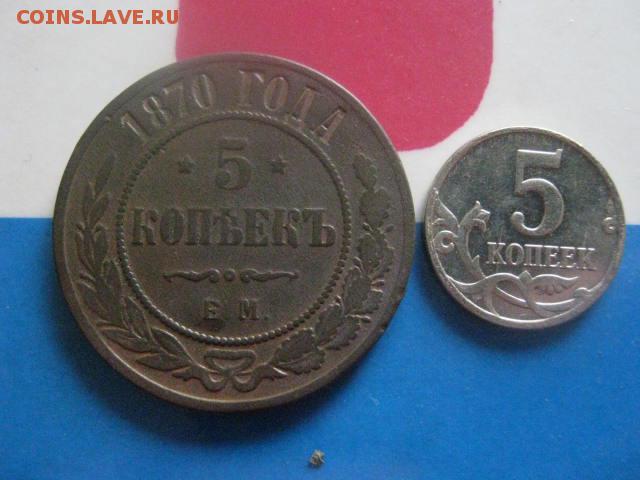 COINS.LAVE.RU
1870 ГОДА
5
КОПѢЕКЪ
Е. М.
5
КОПЕЕК
С С